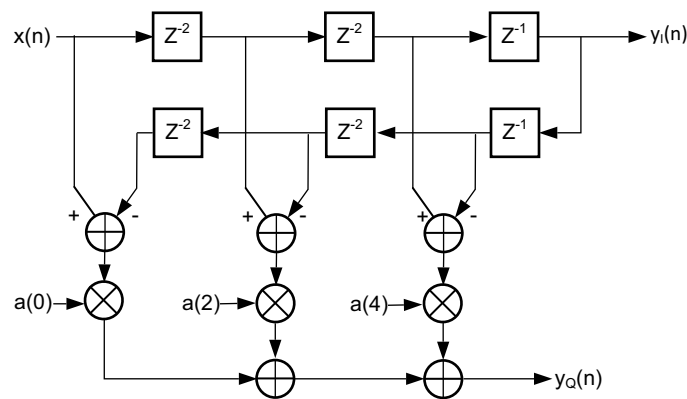 x(n) Z⁻² Z⁻² Z⁻¹ yI(n)
Z⁻² Z⁻² Z⁻¹
+ - + - + -
a(0) a(2) a(4)
yQ(n)